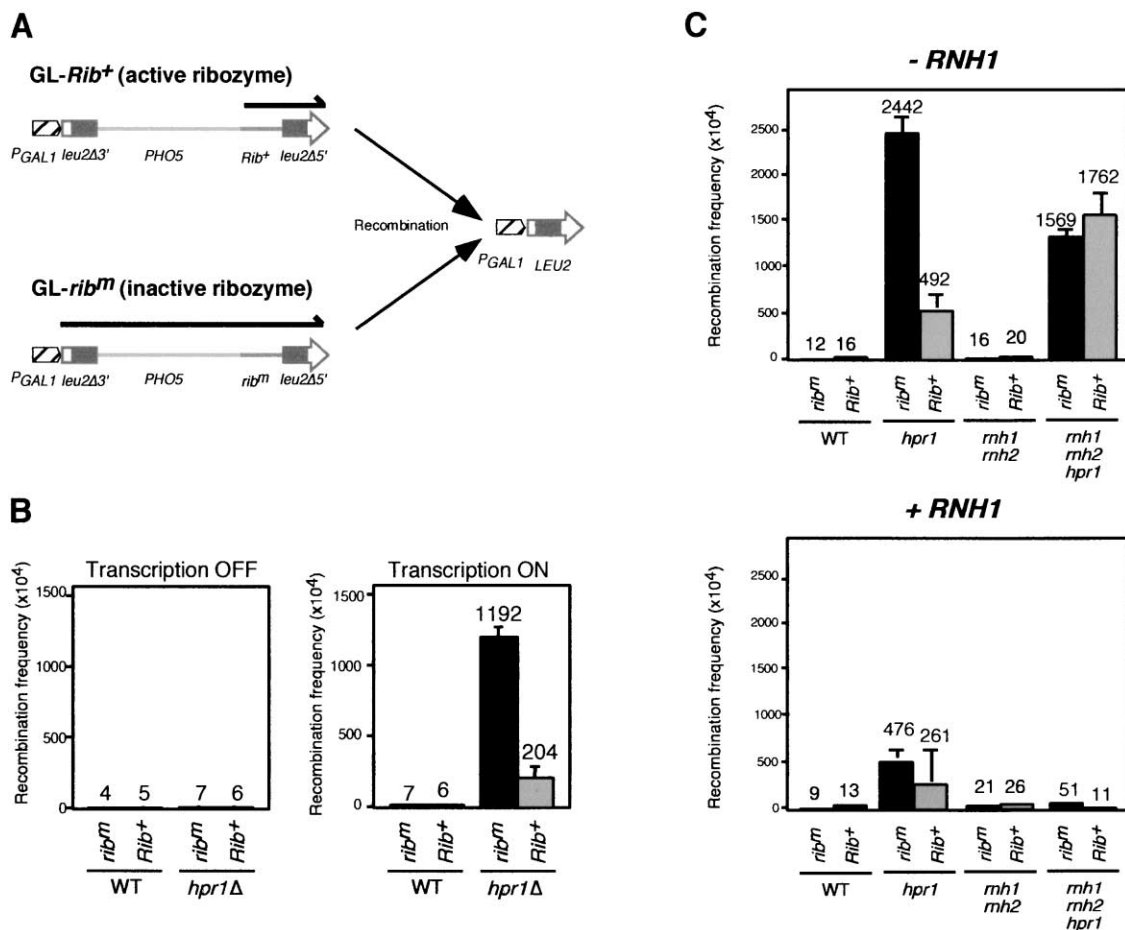 A
GL-Rib+ (active ribozyme)
PGAL1 leu2Δ3' PHO5 Rib+ leu2Δ5'
Recombination
PGAL1 LEU2
GL-ribm (inactive ribozyme)
PGAL1 leu2Δ3' PHO5 ribm leu2Δ5'
B
Transcription OFF
Recombination frequency (x104)
1500
1000
500
0
4 5 7 6
ribm Rib+ ribm Rib+
WT hpr1Δ
Transcription ON
Recombination frequency (x104)
1500
1000
500
0
7 6 1192 204
ribm Rib+ ribm Rib+
WT hpr1Δ
C
- RNH1
Recombination frequency (x104)
2500
2000
1500
1000
500
0
12 16 2442 492 16 20 1569 1762
ribm Rib+ ribm Rib+ ribm Rib+ ribm Rib+
WT hpr1 rnh1 rnh1
rnh2 rnh2
hpr1
+ RNH1
Recombination frequency (x104)
2500
2000
1500
1000
500
0
9 13 476 261 21 26 51 11
ribm Rib+ ribm Rib+ ribm Rib+ ribm Rib+
WT hpr1 rnh1 rnh1
rnh2 rnh2
hpr1